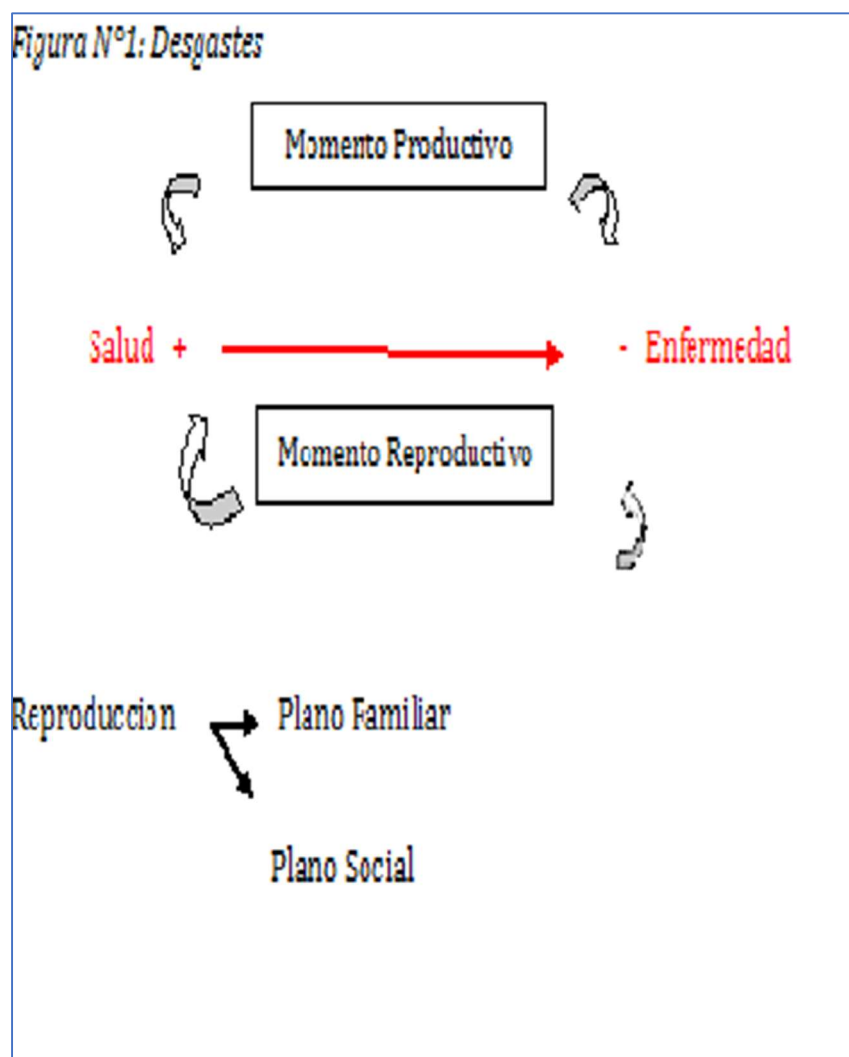 Figura N°1: Desgastes
Momento Productivo
Salud + - Enfermedad
Momento Reproductivo
Reproduccion Plano Familiar
Plano Social